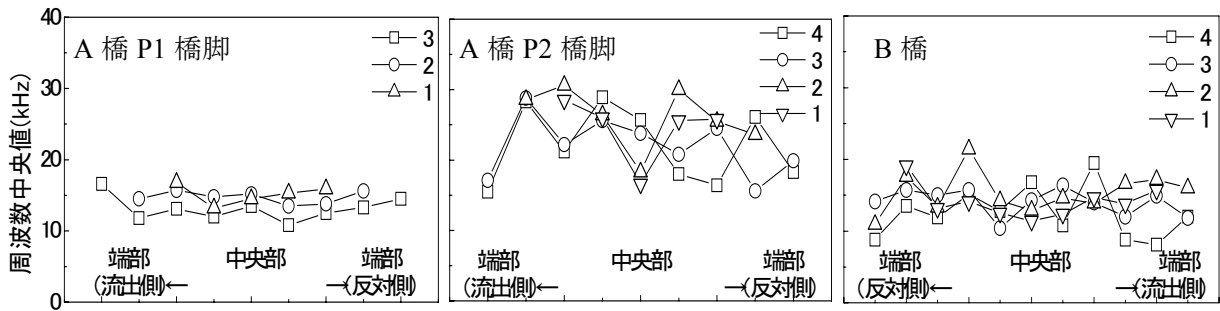 周波数中央値(kHz)
40
30
20
10
0
A 橋 P1 橋脚
3
2
1
端部
(流出側)←
中央部
端部
→(反対側)
A 橋 P2 橋脚
4
3
2
1
端部
(流出側)←
中央部
端部
→(反対側)
B 橋
4
3
2
1
端部
(反対側)←
中央部
端部
→(流出側)